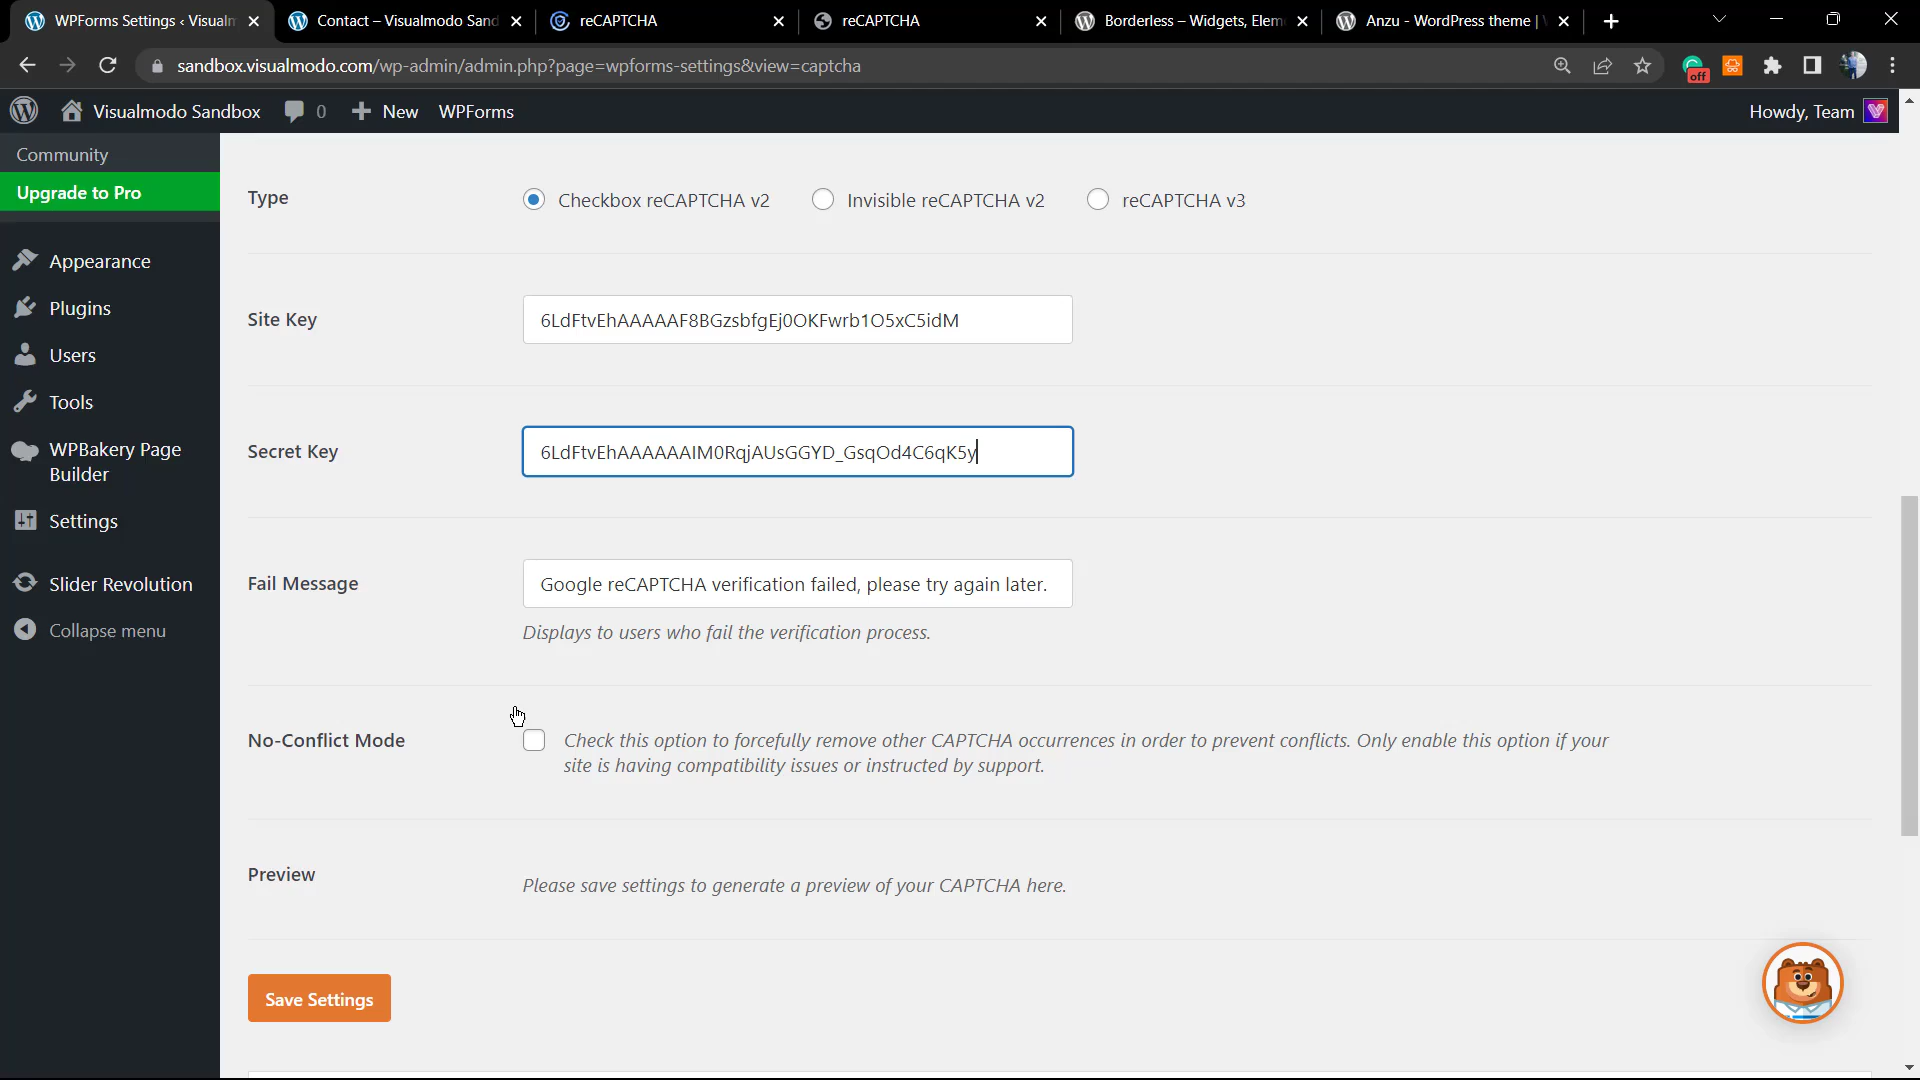 WPForms Settings ‹ Visualm
Contact – Visualmodo Sand
reCAPTCHA
reCAPTCHA
Borderless – Widgets, Elem
Anzu - WordPress theme |
sandbox.visualmodo.com/wp-admin/admin.php?page=wpforms-settings&view=captcha
off
Visualmodo Sandbox
0
New
WPForms
Howdy, Team
Community
Upgrade to Pro
Appearance
Plugins
Users
Tools
WPBakery Page
Builder
Settings
Slider Revolution
Collapse menu
Type
Checkbox reCAPTCHA v2
Invisible reCAPTCHA v2
reCAPTCHA v3
Site Key
6LdFtvEhAAAAAF8BGzsbfgEj0OKFwrb1O5xC5idM
Secret Key
6LdFtvEhAAAAAAIM0RqjAUsGGYD_GsqOd4C6qK5y
Fail Message
Google reCAPTCHA verification failed, please try again later.
Displays to users who fail the verification process.
No-Conflict Mode
Check this option to forcefully remove other CAPTCHA occurrences in order to prevent conflicts. Only enable this option if your
site is having compatibility issues or instructed by support.
Preview
Please save settings to generate a preview of your CAPTCHA here.
Save Settings